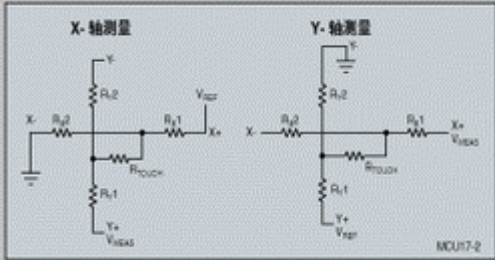 X- 轴测量
Y- 轴测量
Y-
Y-
RY2
VREF
RY2
X-
RX2
RX1
X+
X-
RX2
RX1
X+
VMEAS
RTOUCH
RTOUCH
RY1
RY1
Y+
VMEAS
Y+
VREF
MCU17-2